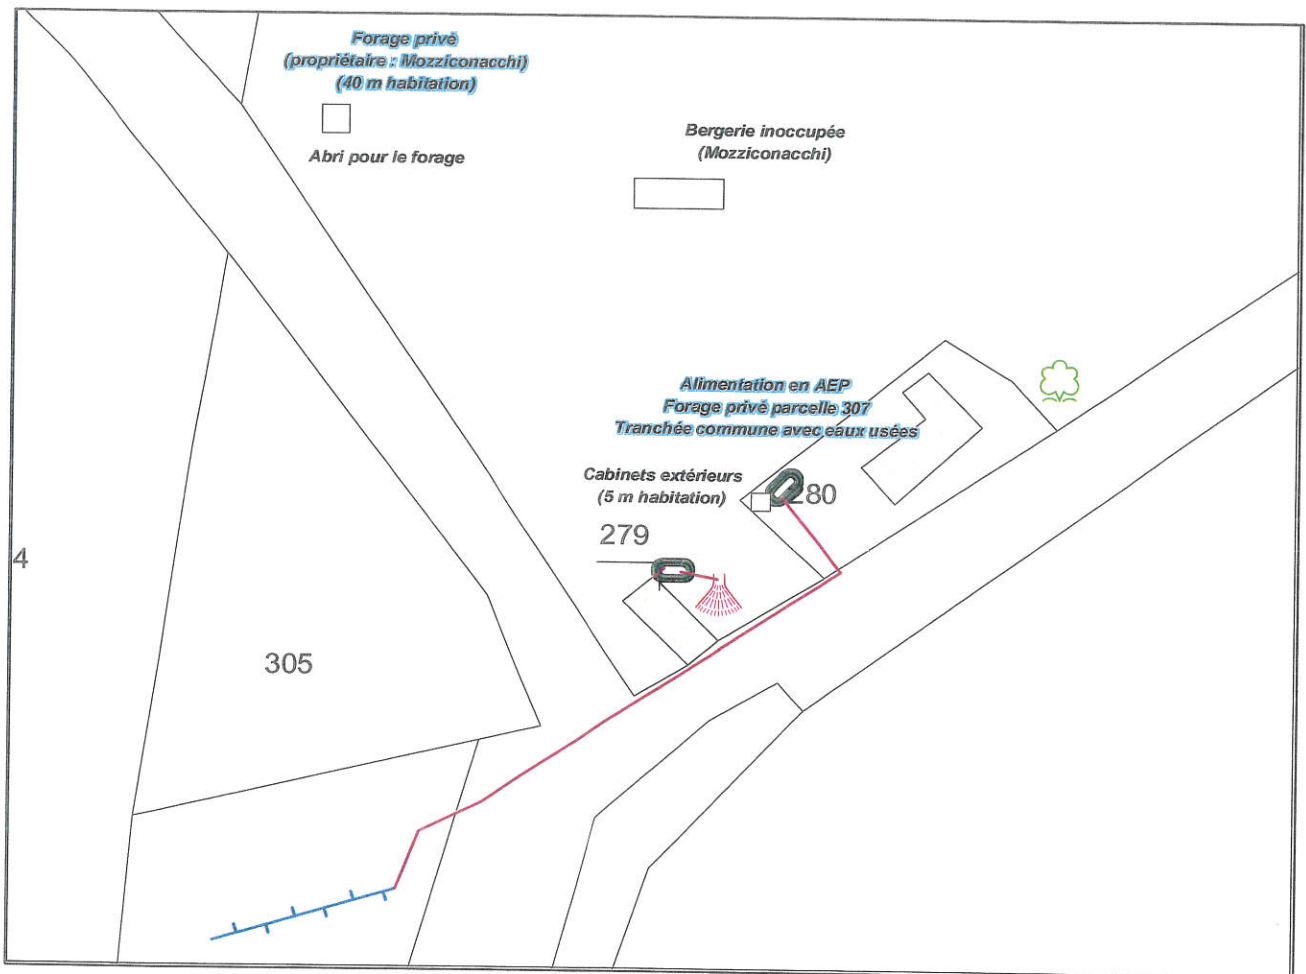 Forage privé
(propriétaire : Mozziconacchi)
(40 m habitation)
Abri pour le forage
Bergerie inoccupée
(Mozziconacchi)
Alimentation en AEP
Forage privé parcelle 307
Tranchée commune avec eaux usées
Cabinets extérieurs
(5 m habitation)
280
279
4
305